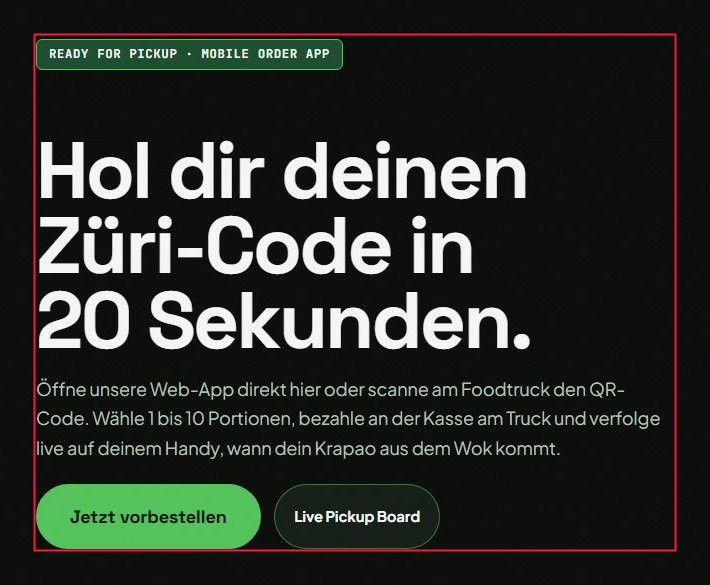 READY FOR PICKUP · MOBILE ORDER APP
Hol dir deinen
Züri-Code in
20 Sekunden.
Öffne unsere Web-App direkt hier oder scanne am Foodtruck den QR-
Code. Wähle 1 bis 10 Portionen, bezahle an der Kasse am Truck und verfolge
live auf deinem Handy, wann dein Krapao aus dem Wok kommt.
Jetzt vorbestellen
Live Pickup Board